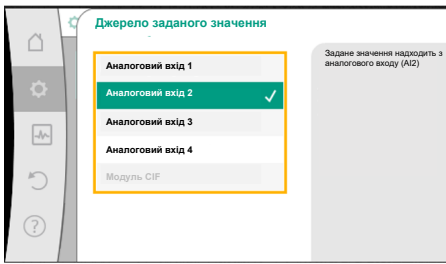 Джерело заданого значення
Аналоговий вхід 1
Аналоговий вхід 2
Аналоговий вхід 3
Аналоговий вхід 4
Модуль CIF
Задане значення надходить з
аналогового входу (AI2)